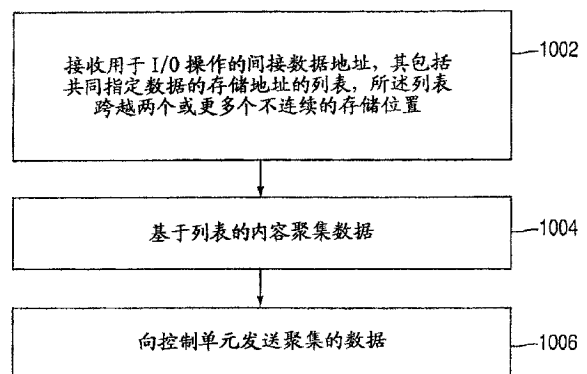 接收用于 I/O 操作的间接数据地址，其包括
共同指定数据的存储地址的列表，所述列表
跨越两个或更多个不连续的存储位置
1002
基于列表的内容聚集数据
1004
向控制单元发送聚集的数据
1006